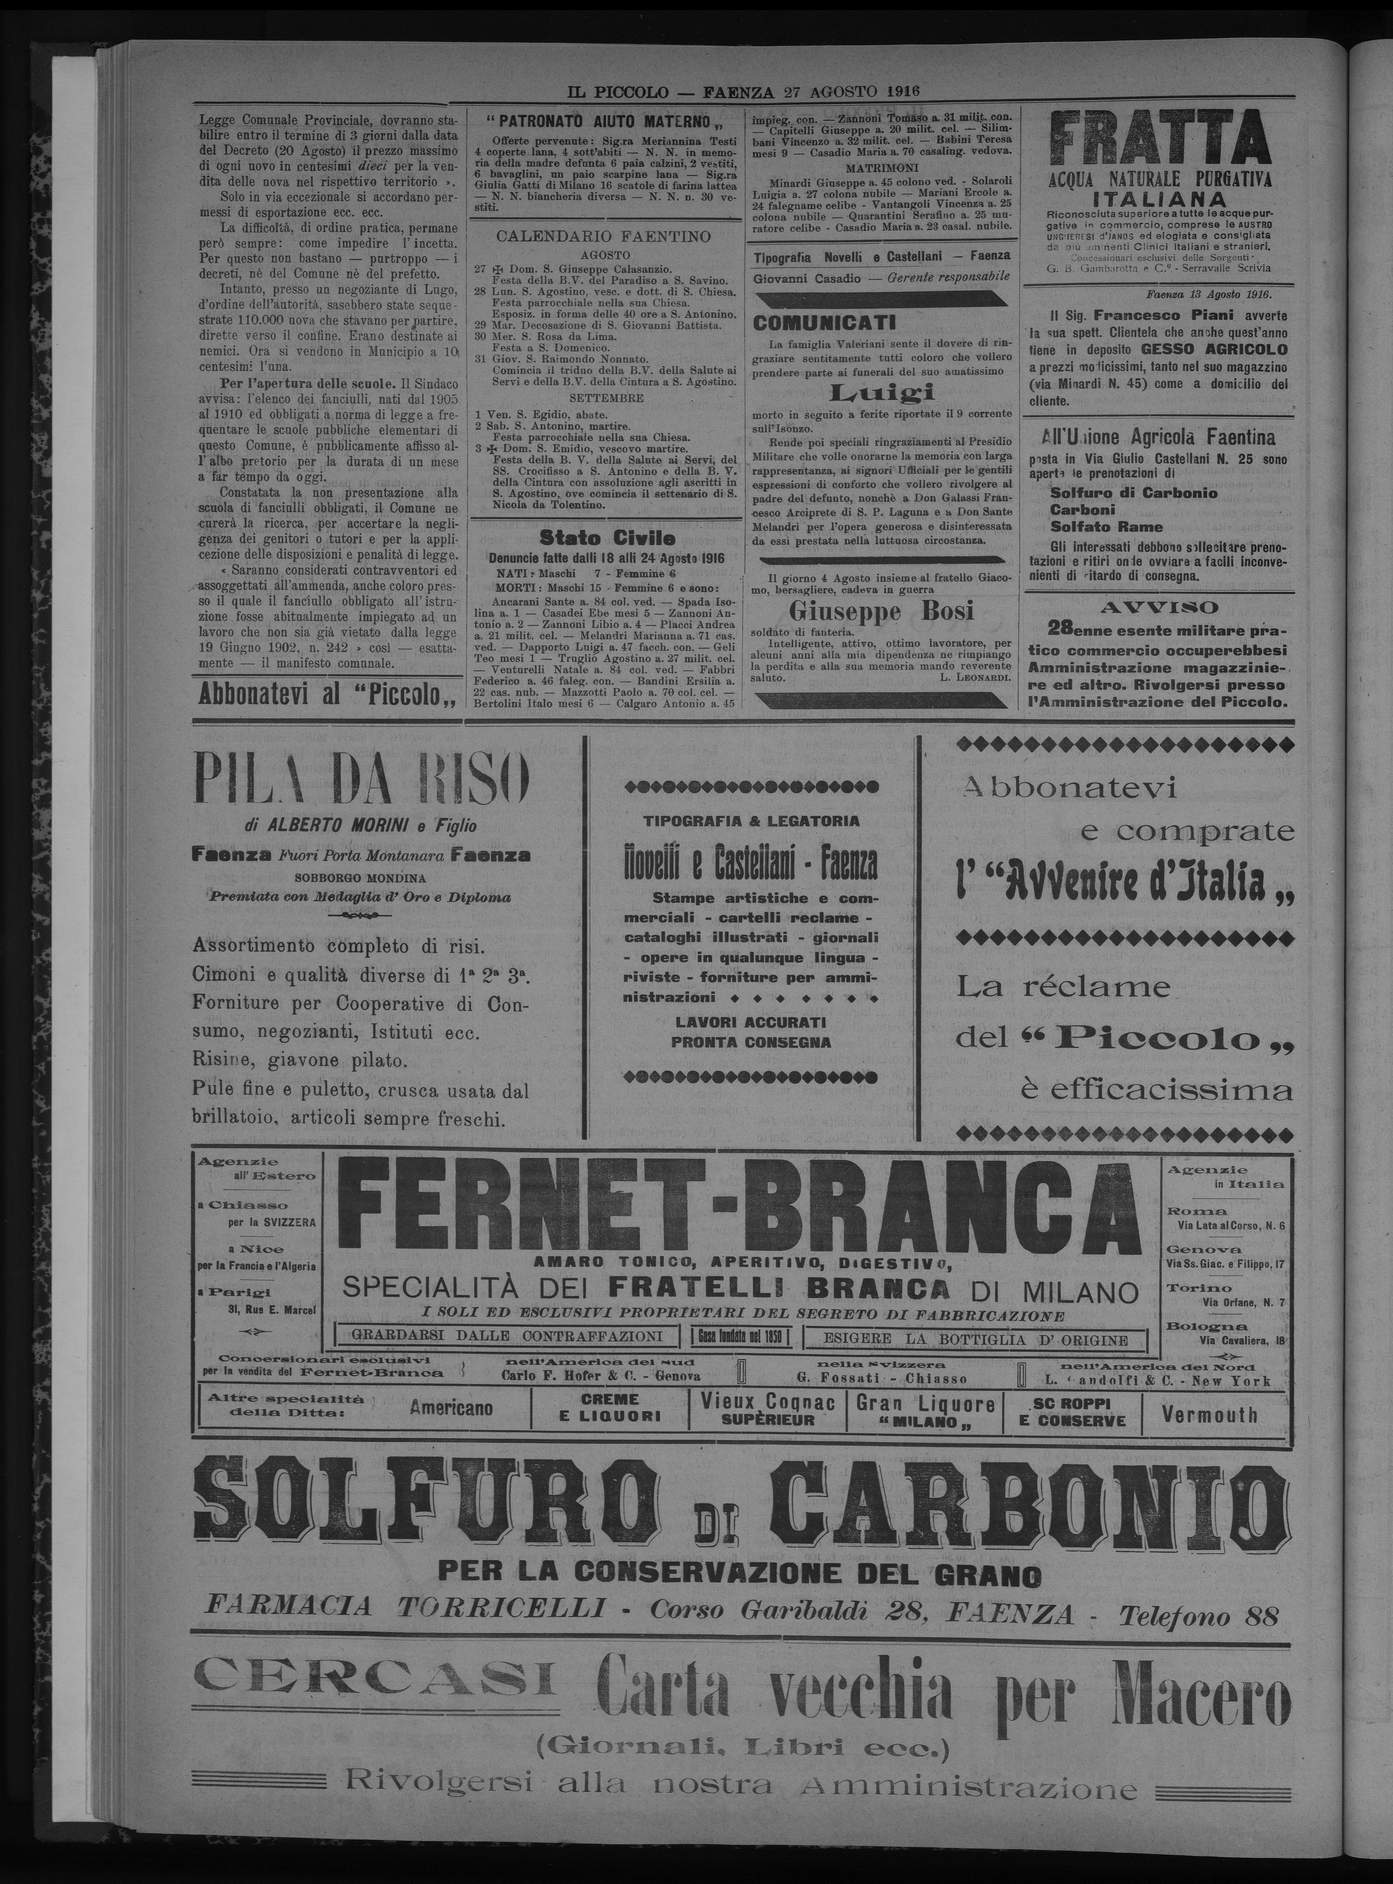 IL PICCOLO — FAENZA 27 AGOSTO 1916
Legge Comunale Provinciale, dovranno sta-
bilire entro il termine di 3 giorni dalla data
del Decreto (20 Agosto) il prezzo massimo
di ogni uovo in centesimi dieci per la ven-
dita delle uova nel rispettivo territorio ».
Solo in via eccezionale si accordano per-
messi di esportazione ecc. ecc.
La difficoltà, di ordine pratica, permane
però sempre: come impedire l'incetta.
Per questo non bastano — purtroppo — i
decreti, nè del Comune nè del prefetto.
Intanto, presso un negoziante di Lugo,
d'ordine dell'autorità, sasebbero state seque-
strate 110.000 nova che stavano per partire,
dirette verso il confine. Erano destinate ai
nemici. Ora si vendono in Municipio a 10
centesimi l'una.
Per l'apertura delle scuole. Il Sindaco
avvisa: l'elenco dei fanciulli, nati dal 1905
al 1910 ed obbligati a norma di legge a fre-
quentare le scuole pubbliche elementari di
questo Comune, è pubblicamente affisso al-
l'albo pretorio per la durata di un mese
a far tempo da oggi.
Constatata la non presentazione alla
scuola di fanciulli obbligati, il Comune ne
curerà la ricerca, per accertare la negli-
genza dei genitori o tutori e per la appli-
cezione delle disposizioni e penalità di legge.
« Saranno considerati contravventori ed
assoggettati all'ammenda, anche coloro pres-
so il quale il fanciullo obbligato all'istru-
zione fosse abitualmente impiegato ad un
lavoro che non sia già vietato dalla legge
19 Giugno 1902, n. 242 » così — esatta-
mente — il manifesto comunale.
Abbonatevi al “Piccolo„
“ PATRONATO AIUTO MATERNO „
Offerte pervenute: Sig.ra Meriannina Testi
4 coperte lana, 4 sott'abiti — N. N. in memo-
ria della madre defunta 6 paia calzini, 2 vestiti,
6 bavaglini, un paio scarpine lana — Sig.ra
Giulia Gatti di Milano 16 scatole di farina lattea
— N. N. biancheria diversa — N. N. n. 30 ve-
stiti.
CALENDARIO FAENTINO
AGOSTO
27 ✠ Dom. S. Giuseppe Calasanzio.
Festa della B.V. del Paradiso a S. Savino.
28 Lun. S. Agostino, vesc. e dott. di S. Chiesa.
Festa parrocchiale nella sua Chiesa.
Esposiz. in forma delle 40 ore a S. Antonino.
29 Mar. Decosazione di S. Giovanni Battista.
30 Mer. S. Rosa da Lima.
Festa a S. Domenico.
31 Giov. S. Raimondo Nonnato.
Comincia il tridno della B.V. della Salute ai
Servi e della B.V. della Cintura a S. Agostino.
SETTEMBRE
1 Ven. S. Egidio, abate.
2 Sab. S. Antonino, martire.
Festa parrocchiale nella sua Chiesa.
3 ✠ Dom. S. Emidio, vescovo martire.
Festa della B. V. della Salute ai Servi, del
SS. Crocifisso a S. Antonino e della B. V.
della Cintura con assoluzione agli ascritti in
S. Agostino, ove comincia il settenario di S.
Nicola da Tolentino.
Stato Civile
Denuncie fatte dalli 18 alli 24 Agosto 1916
NATI: Maschi 7 - Femmine 6
MORTI: Maschi 15 - Femmine 6 e sono:
Ancarani Sante a. 84 col. ved. — Spada Iso-
lina a. 1 — Casadei Ebe mesi 5 — Zannoni An-
tonio a. 2 — Zannoni Libio a. 4 — Placci Andrea
a. 21 milit. cel. — Melandri Marianna a. 71 cas.
ved. — Dapporto Luigi a. 47 facch. con. — Geli
Teo mesi 1 — Truglio Agostino a. 27 milit. cel.
— Venturelli Natale a. 84 col. ved. — Fabbri
Federico a. 46 faleg. con. — Bandini Ersilia a.
22 cas. nub. — Mazzotti Paolo a. 70 col. cel. —
Bertolini Italo mesi 6 — Calgaro Antonio a. 45
impieg. con. — Zannoni Tomaso a. 31 milit. con.
— Capitelli Giuseppe a. 20 milit. cel. — Silim-
bani Vincenzo a. 32 milit. cel. — Babini Teresa
mesi 9 — Casadio Maria a. 70 casaling. vedova.
MATRIMONI
Minardi Giuseppe a. 45 colono ved. - Solaroli
Luigia a. 27 colona nubile — Mariani Ercole a.
24 falegname celibe - Vantangoli Vincenza a. 25
colona nubile — Quarantini Serafino a. 25 mu-
ratore celibe - Casadio Maria a. 23 casal. nubile.
Tipografia Novelli e Castellani — Faenza
Giovanni Casadio — Gerente responsabile
COMUNICATI
La famiglia Valeriani sente il dovere di rin-
graziare sentitamente tutti coloro che vollero
prendere parte ai funerali del suo amatissimo
Luigi
morto in seguito a ferite riportate il 9 corrente
sull'Isonzo.
Rende poi speciali ringraziamenti al Presidio
Militare che volle onorarne la memoria con larga
rappresentanza, ai signori Ufficiali per le gentili
espressioni di conforto che vollero rivolgere al
padre del defunto, nonchè a Don Galassi Fran-
cesco Arciprete di S. P. Laguna e a Don Sante
Melandri per l'opera generosa e disinteressata
da essi prestata nella luttuosa circostanza.
Il giorno 4 Agosto insieme al fratello Giaco-
mo, bersagliere, cadeva in guerra
Giuseppe Bosi
soldato di fanteria.
Intelligente, attivo, ottimo lavoratore, per
alcuni anni alla mia dipendenza ne rimpiango
la perdita e alla sua memoria mando reverente
saluto. L. LEONARDI.
FRATTA
ACQUA NATURALE PURGATIVA
ITALIANA
Riconosciuta superiore a tutte le acque pur-
gative in commercio, comprese le AUSTRO
UNGHERESI d'IANOS ed elogiata e consigliata
da più eminenti Clinici Italiani e stranieri.
Concessionari esclusivi delle Sorgenti
G. B. Gambarotta e C.º - Serravalle Scrivia
Faenza 13 Agosto 1916.
Il Sig. Francesco Piani avverte
la sua spett. Clientela che anche quest'anno
tiene in deposito GESSO AGRICOLO
a prezzi modicissimi, tanto nel suo magazzino
(via Minardi N. 45) come a domicilio del
cliente.
All'Unione Agricola Faentina
posta in Via Giulio Castellani N. 25 sono
aperte le prenotazioni di
Solfuro di Carbonio
Carboni
Solfato Rame
Gli interessati debbono sollecitare preno-
tazioni e ritiri onde ovviare a facili inconve-
nienti di ritardo di consegna.
AVVISO
28enne esente militare pra-
tico commercio occuperebbesi
Amministrazione magazzinie-
re ed altro. Rivolgersi presso
l'Amministrazione del Piccolo.
PILA DA RISO
di ALBERTO MORINI e Figlio
Faenza Fuori Porta Montanara Faenza
SOBBORGO MONDINA
Premiata con Medaglia d'Oro e Diploma
Assortimento completo di risi.
Cimoni e qualità diverse di 1ª 2ª 3ª.
Forniture per Cooperative di Con-
sumo, negozianti, Istituti ecc.
Risine, giavone pilato.
Pule fine e puletto, crusca usata dal
brillatoio, articoli sempre freschi.
TIPOGRAFIA & LEGATORIA
Novelli e Castellani - Faenza
Stampe artistiche e com-
merciali - cartelli reclame -
cataloghi illustrati - giornali
- opere in qualunque lingua -
riviste - forniture per ammi-
nistrazioni
LAVORI ACCURATI
PRONTA CONSEGNA
Abbonatevi
e comprate
l' “Avvenire d'Italia „
La réclame
del “ Piccolo „
è efficacissima
Agenzie
all' Estero
a Chiasso
per la SVIZZERA
a Nice
per la Francia e l'Algeria
a Parigi
31, Rue E. Marcel
FERNET-BRANCA
AMARO TONICO, APERITIVO, DIGESTIVO,
SPECIALITÀ DEI FRATELLI BRANCA DI MILANO
I SOLI ED ESCLUSIVI PROPRIETARI DEL SEGRETO DI FABBRICAZIONE
GRARDARSI DALLE CONTRAFFAZIONI
Casa fondata nel 1850
ESIGERE LA BOTTIGLIA D'ORIGINE
Agenzie
in Italia
Roma
Via Lata al Corso, N. 6
Genova
Via Ss. Giac. e Filippo, 17
Torino
Via Orfane, N. 7
Bologna
Via Cavaliera, 18
Concersionari esclusivi
per la vendita del Fernet-Branca
nell'America del Sud
Carlo F. Hofer & C. - Genova
nella Svizzera
G. Fossati - Chiasso
nell'America del Nord
L. Gandolfi & C. - New York
Altre specialità
della Ditta:
Americano
CREME
E LIQUORI
Vieux Cognac
SUPÈRIEUR
Gran Liquore
“ MILANO „
SCIROPPI
E CONSERVE
Vermouth
SOLFURO DI CARBONIO
PER LA CONSERVAZIONE DEL GRANO
FARMACIA TORRICELLI - Corso Garibaldi 28, FAENZA - Telefono 88
CERCASI Carta vecchia per Macero
(Giornali, Libri ecc.)
Rivolgersi alla nostra Amministrazione